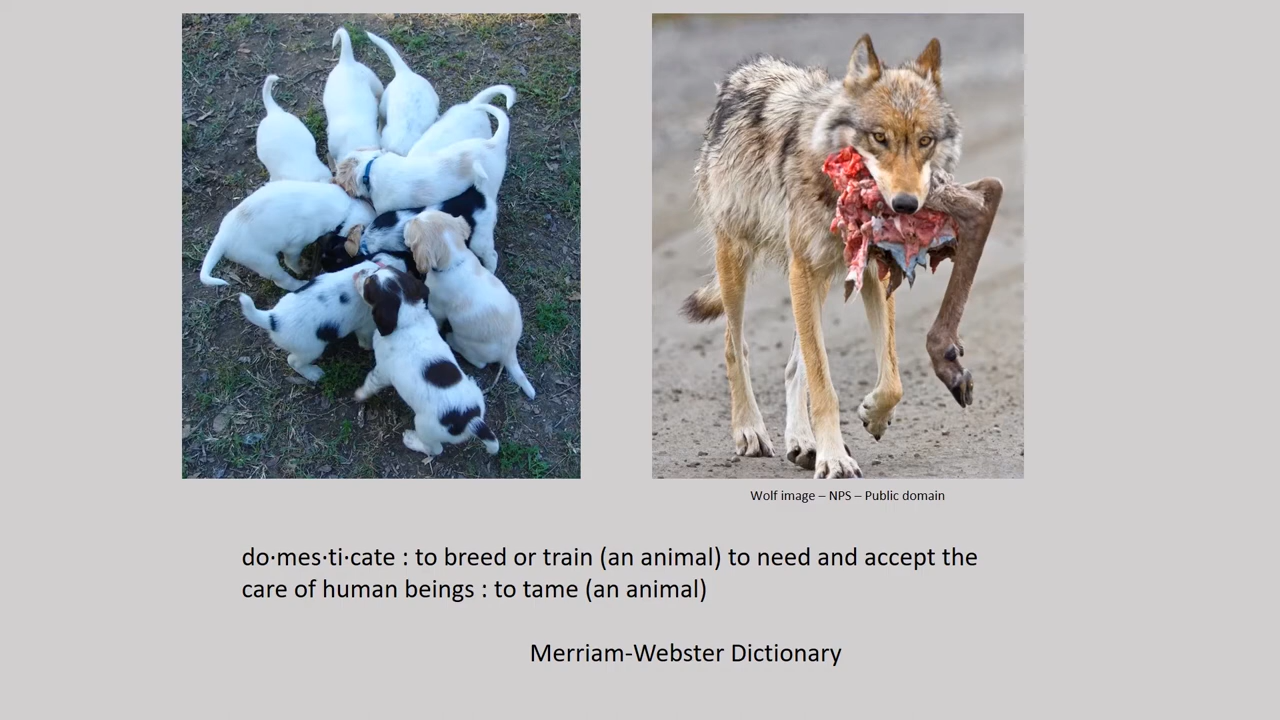 Wolf image – NPS – Public domain
do·mes·ti·cate : to breed or train (an animal) to need and accept the
care of human beings : to tame (an animal)
Merriam-Webster Dictionary